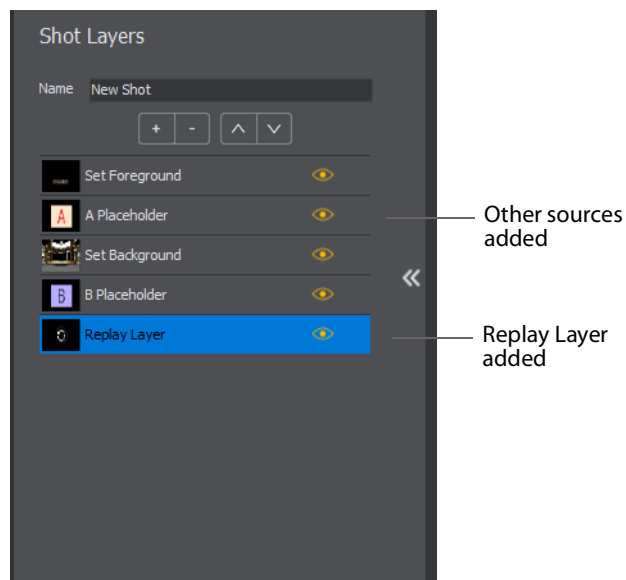 Shot Layers
Name New Shot
+ -
Set Foreground
A A Placeholder
Set Background
B B Placeholder
Replay Layer
Other sources
added
Replay Layer
added